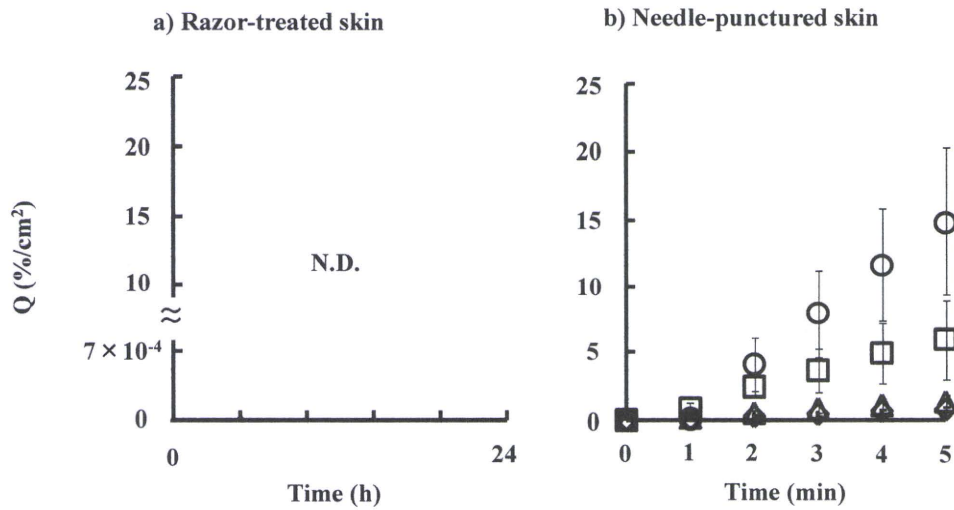 a) Razor-treated skin
25
20
15
10
≈
7 × 10⁻⁴
0
0
24
Time (h)
Q (%/cm²)
N.D.
b) Needle-punctured skin
25
20
15
10
5
0
0 1 2 3 4 5
Time (min)